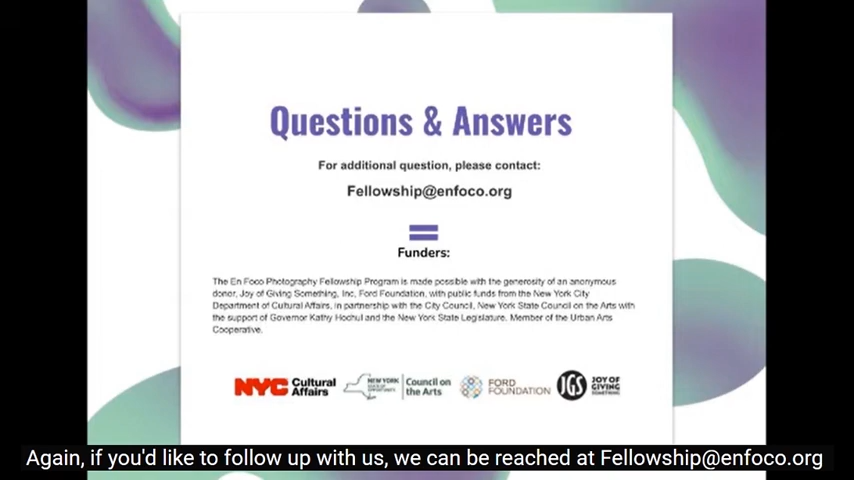 Questions & Answers
For additional question, please contact:
Fellowship@enfoco.org
Funders:
The En Foco Photography Fellowship Program is made possible with the generosity of an anonymous
donor, Joy of Giving Something, Inc, Ford Foundation, with public funds from the New York City
Department of Cultural Affairs, in partnership with the City Council, New York State Council on the Arts with
the support of Governor Kathy Hochul and the New York State Legislature. Member of the Urban Arts
Cooperative.
NYC Cultural Affairs
NEW YORK
Council on the Arts
FORD FOUNDATION
JGS JOY OF GIVING SOMETHING
Again, if you'd like to follow up with us, we can be reached at Fellowship@enfoco.org